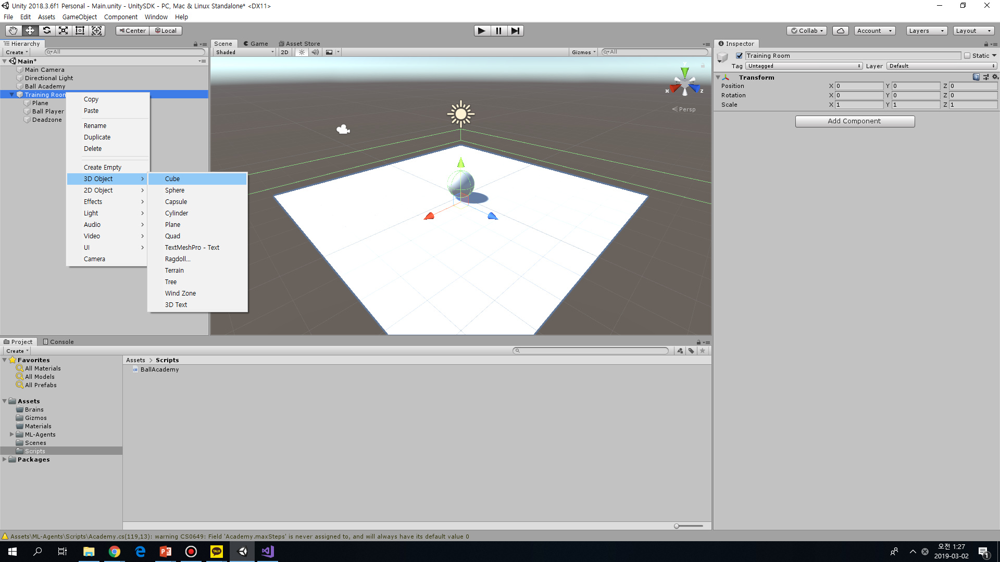 Unity 2018.3.6f1 Personal - Main.unity - UnitySDK - PC, Mac & Linux Standalone* <DX11>
File Edit Assets GameObject Component Window Help
Center Local Collab Account Layers Layout
Hierarchy
Create All
Main*
Main Camera
Directional Light
Ball Academy
Training Room
Plane
Ball Player
Deadzone
Copy
Paste
Rename
Duplicate
Delete
Create Empty
3D Object
2D Object
Effects
Light
Audio
Video
UI
Camera
Cube
Sphere
Capsule
Cylinder
Plane
Quad
TextMeshPro - Text
Ragdoll...
Terrain
Tree
Wind Zone
3D Text
Scene Game Asset Store
Shaded 2D Gizmos All
y
x z
Persp
Inspector
Training Room Static
Tag Untagged Layer Default
Transform
Position X 0 Y 0 Z 0
Rotation X 0 Y 0 Z 0
Scale X 1 Y 1 Z 1
Add Component
Project Console
Create
Favorites
All Materials
All Models
All Prefabs
Assets
Brains
Gizmos
Materials
ML-Agents
Scenes
Scripts
Packages
Assets > Scripts
BallAcademy
Assets\ML-Agents\Scripts\Academy.cs(119,13): warning CS0649: Field 'Academy.maxSteps' is never assigned to, and will always have its default value 0
TALK
오전 1:27
2019-03-02
1